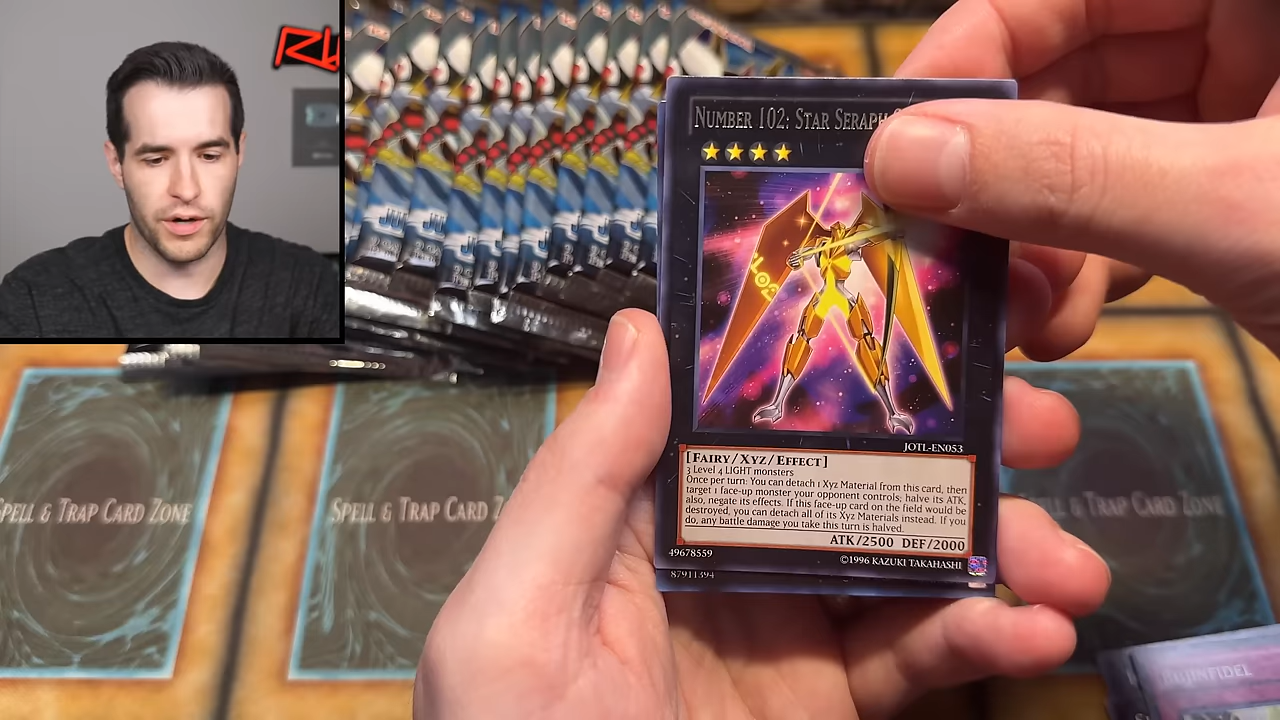 RU
NUMBER 102: STAR SERAPH
JOTL-EN053
[FAIRY/XYZ/EFFECT]
3 Level 4 LIGHT monsters
Once per turn: You can detach 1 Xyz Material from this card, then
target 1 face-up monster your opponent controls; halve its ATK,
also, negate its effects. If this face-up card on the field would be
destroyed, you can detach all of its Xyz Materials instead. If you
do, any battle damage you take this turn is halved.
ATK/2500 DEF/2000
49678559
©1996 KAZUKI TAKAHASHI
87911394
SPELL & TRAP CARD ZONE
SPELL & TRAP CARD Z
& TRAP CARD ZONE
BUJINFIDEL